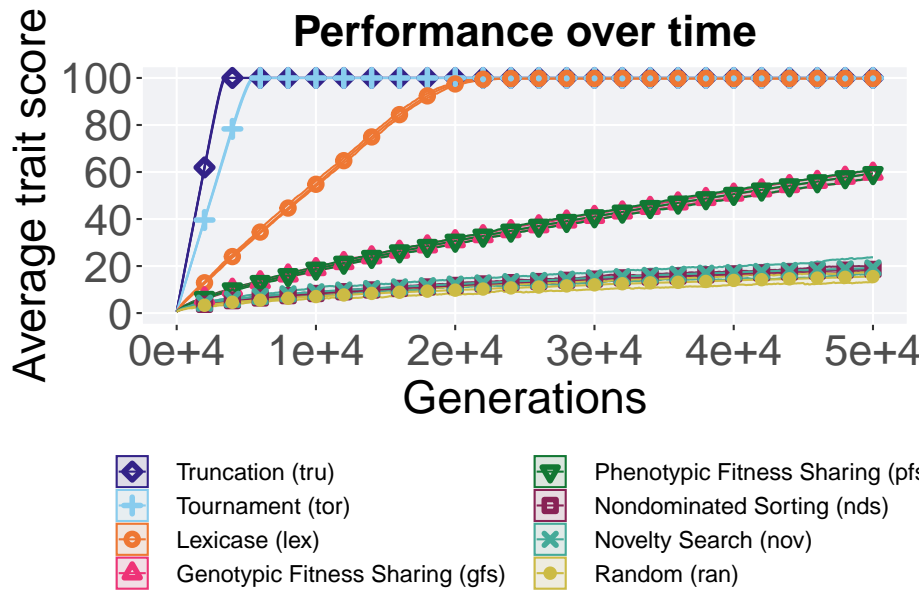 Performance over time
Average trait score
100
80
60
40
20
0
0e+4 1e+4 2e+4 3e+4 4e+4 5e+4
Generations
Truncation (tru)
Tournament (tor)
Lexicase (lex)
Genotypic Fitness Sharing (gfs)
Phenotypic Fitness Sharing (pfs
Nondominated Sorting (nds)
Novelty Search (nov)
Random (ran)